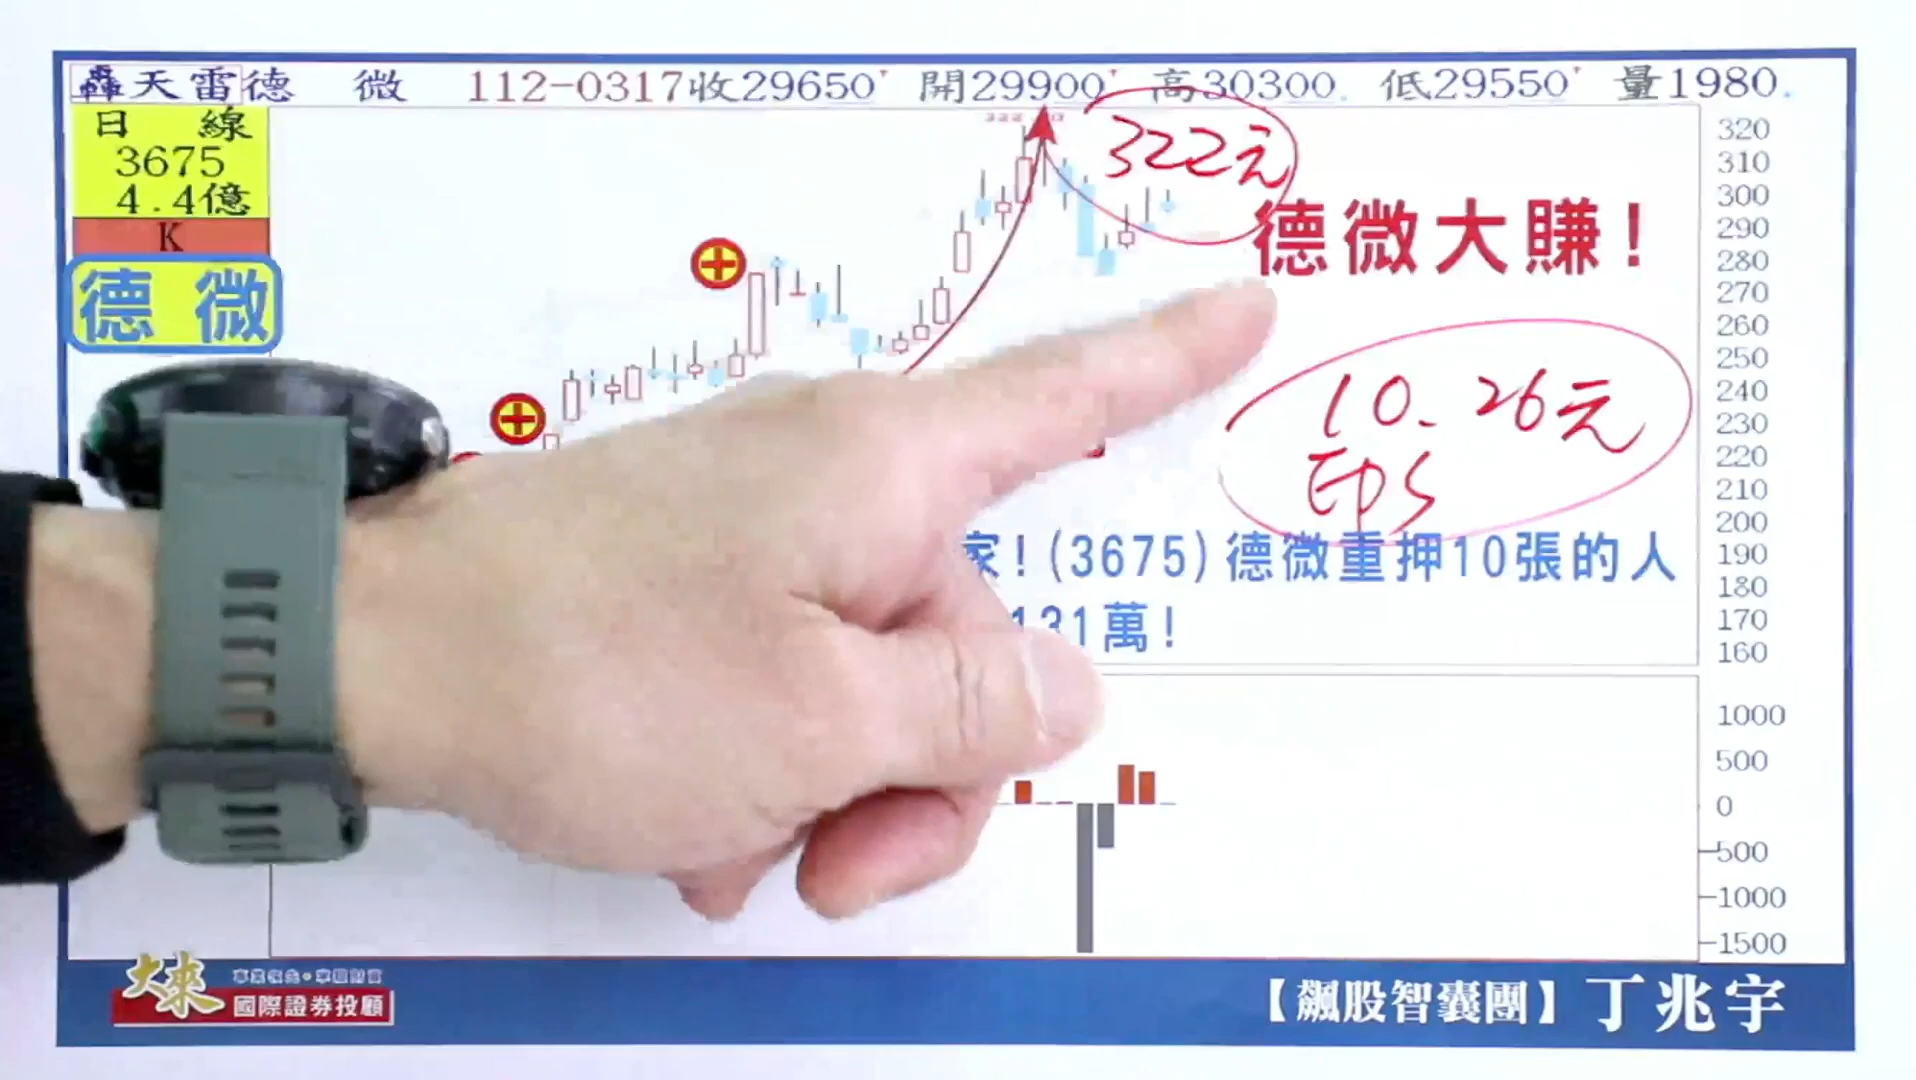 轟天雷德　微　112-0317收29650' 開29900' 高30300. 低29550' 量1980.
日　線
3675
4.4億
K
德 微
322元
德微大賺!
10.26元
EPS
家!(3675)德微重押10張的人
131萬!
320
310
300
290
280
270
260
250
240
230
220
210
200
190
180
170
160
1000
500
0
-500
-1000
-1500
大來
國際證券投顧
【飆股智囊團】丁兆宇